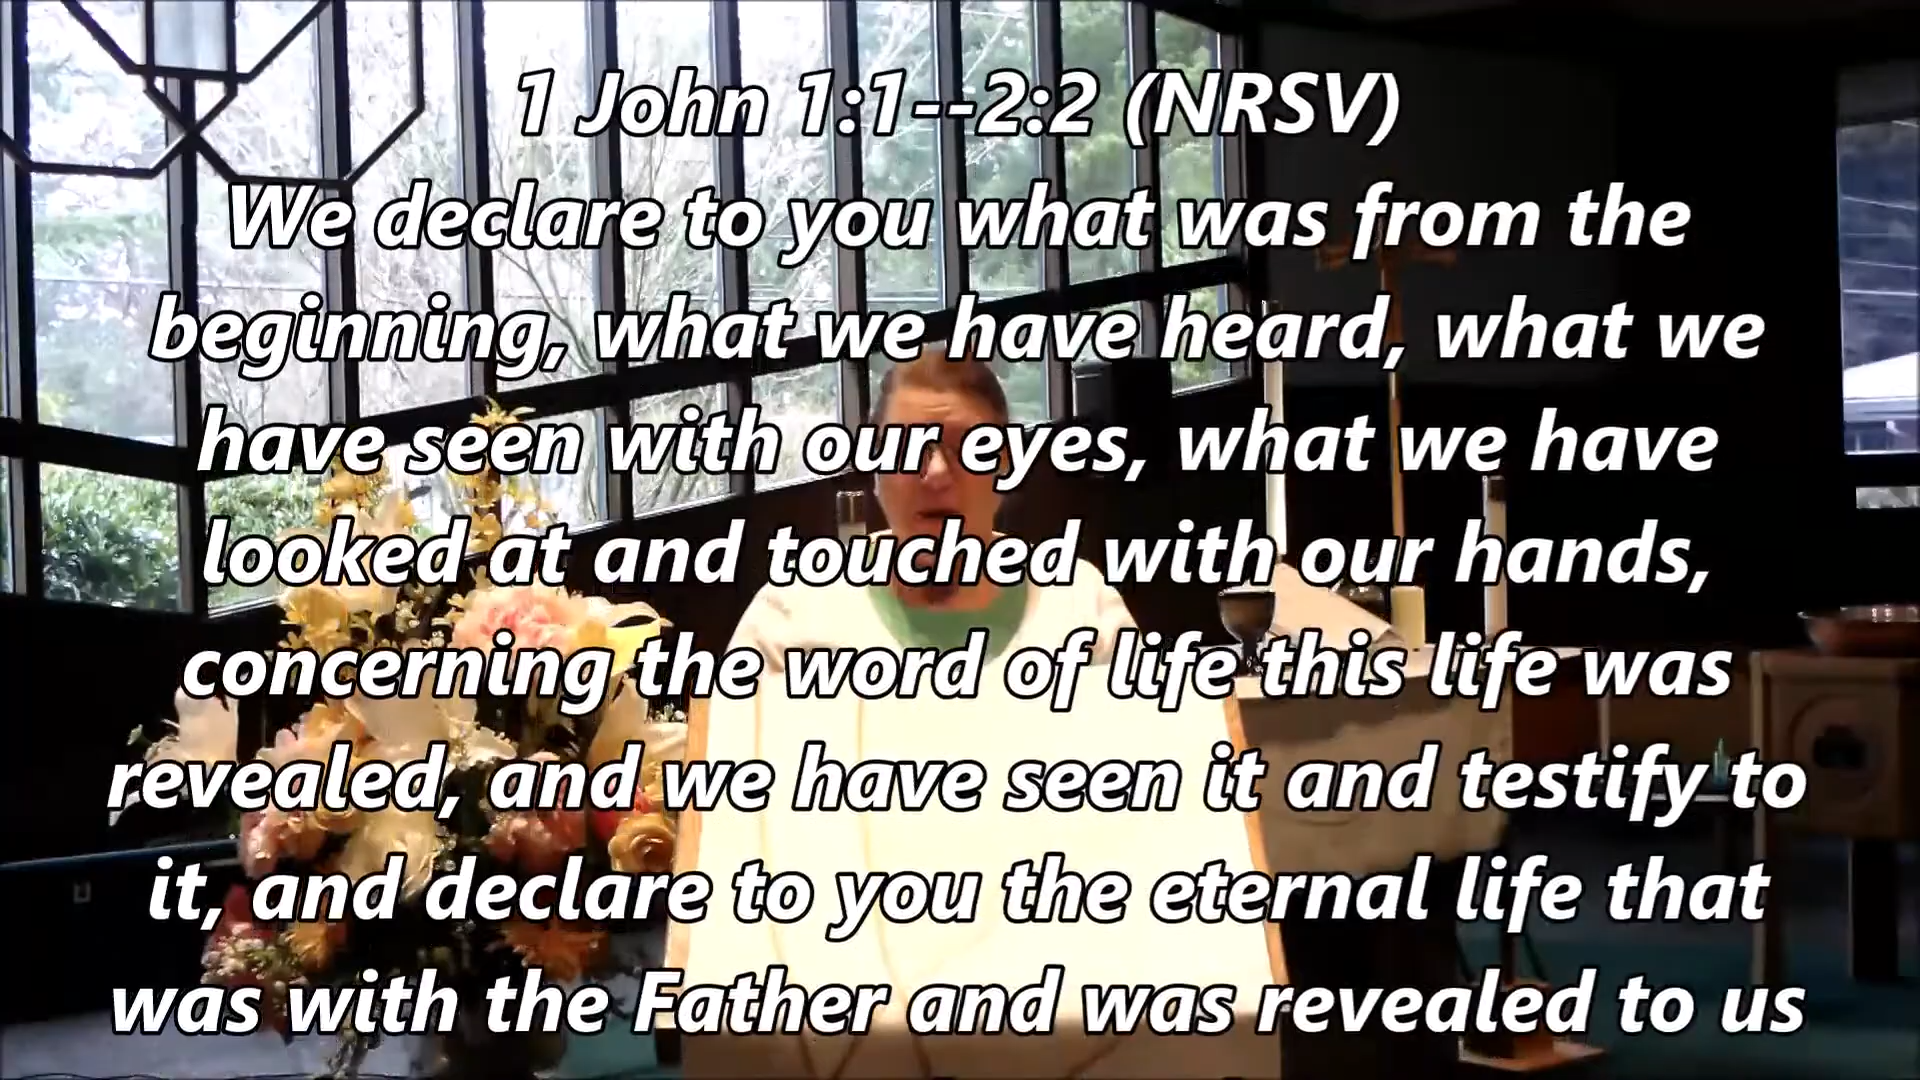 1 John 1:1--2:2 (NRSV)
We declare to you what was from the
beginning, what we have heard, what we
have seen with our eyes, what we have
looked at and touched with our hands,
concerning the word of life this life was
revealed, and we have seen it and testify to
it, and declare to you the eternal life that
was with the Father and was revealed to us